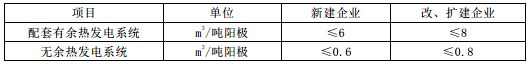 项目 单位 新建企业 改、扩建企业
配套有余热发电系统 m³/吨阳极 ≤6 ≤8
无余热发电系统 m³/吨阳极 ≤0.6 ≤0.8